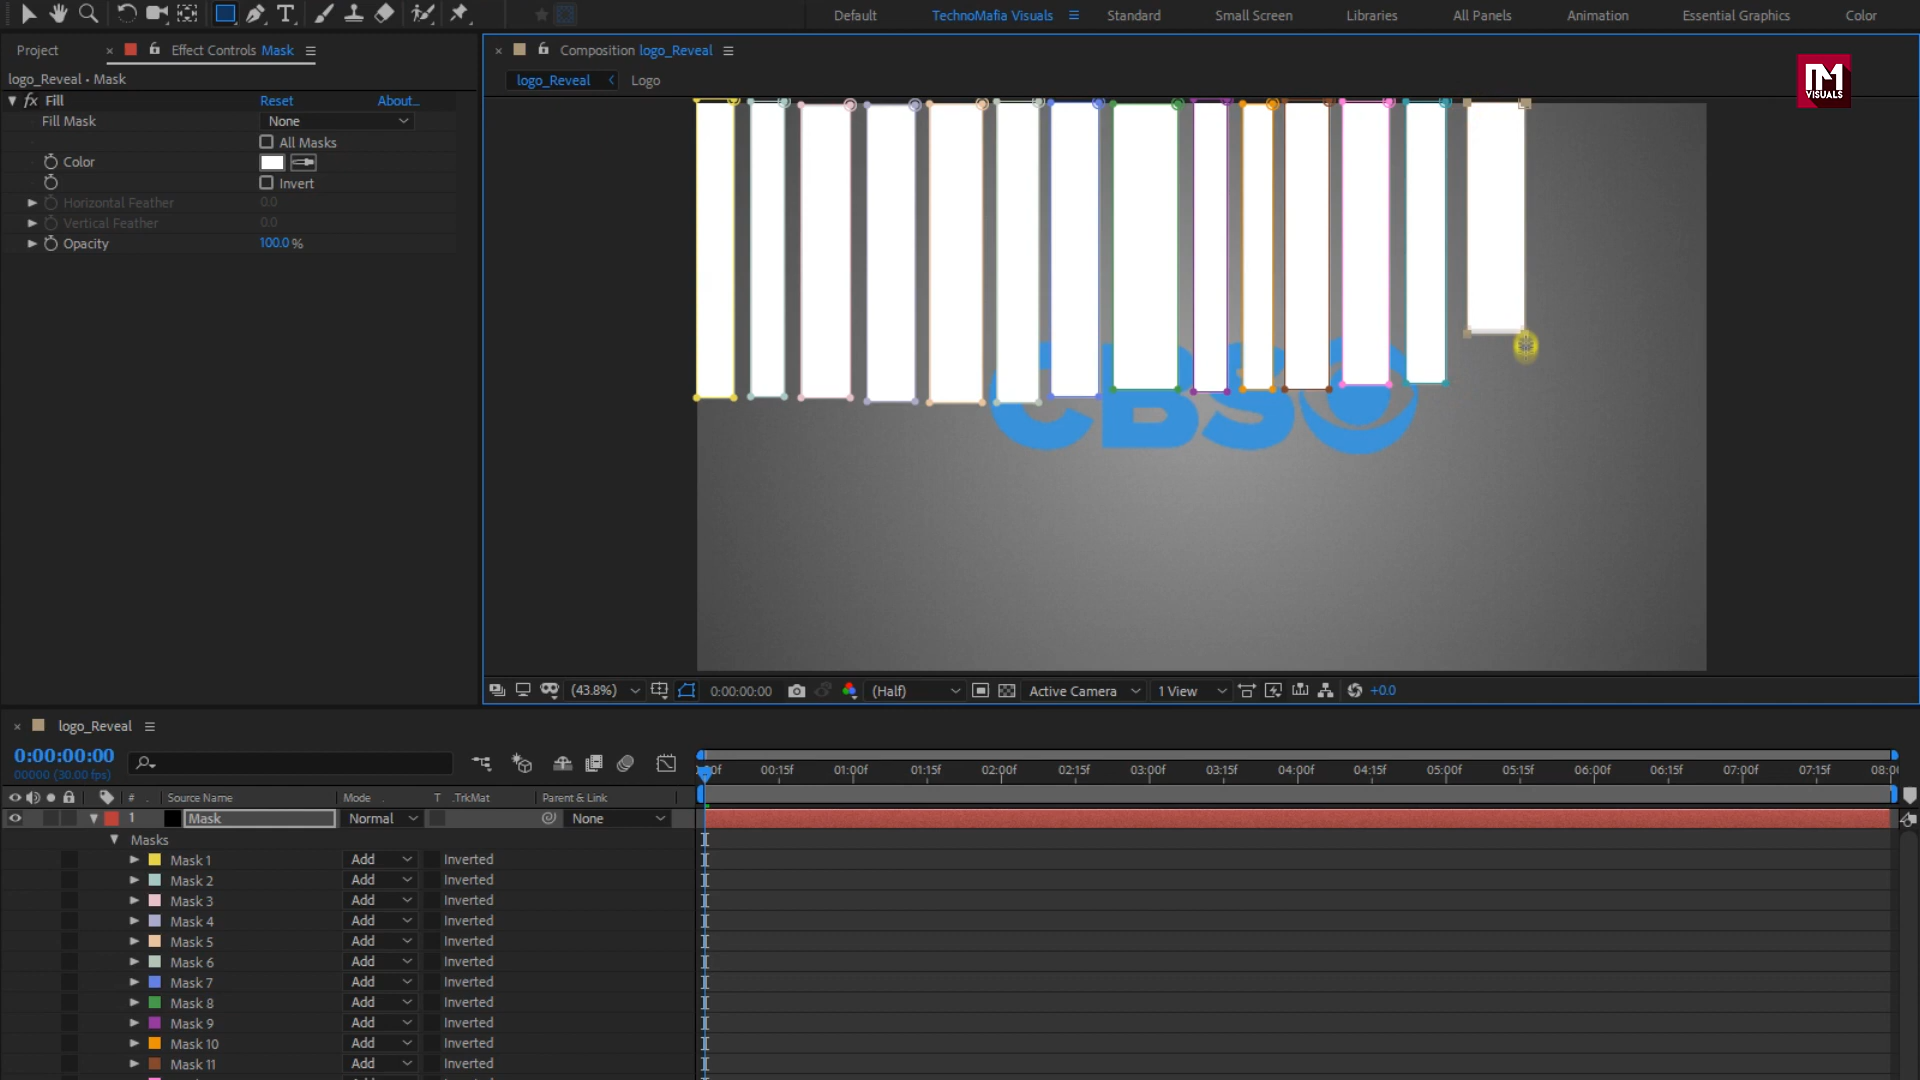 Default TechnoMafia Visuals Standard Small Screen Libraries All Panels Animation Essential Graphics Color
Project × Effect Controls Mask
× Composition logo_Reveal
logo_Reveal • Mask
logo_Reveal Logo
M VISUALS
fx Fill Reset About...
Fill Mask None
All Masks
Color
Invert
Horizontal Feather 0.0
Vertical Feather 0.0
Opacity 100.0 %
CBS
(43.8%) 0:00:00:00 (Half) Active Camera 1 View +0.0
× logo_Reveal
0:00:00:00
00000 (30.00 fps)
00:15f 01:00f 01:15f 02:00f 02:15f 03:00f 03:15f 04:00f 04:15f 05:00f 05:15f 06:00f 06:15f 07:00f 07:15f 08:0
# Source Name Mode T .TrkMat Parent & Link
1 Mask Normal None
Masks
Mask 1 Add Inverted
Mask 2 Add Inverted
Mask 3 Add Inverted
Mask 4 Add Inverted
Mask 5 Add Inverted
Mask 6 Add Inverted
Mask 7 Add Inverted
Mask 8 Add Inverted
Mask 9 Add Inverted
Mask 10 Add Inverted
Mask 11 Add Inverted